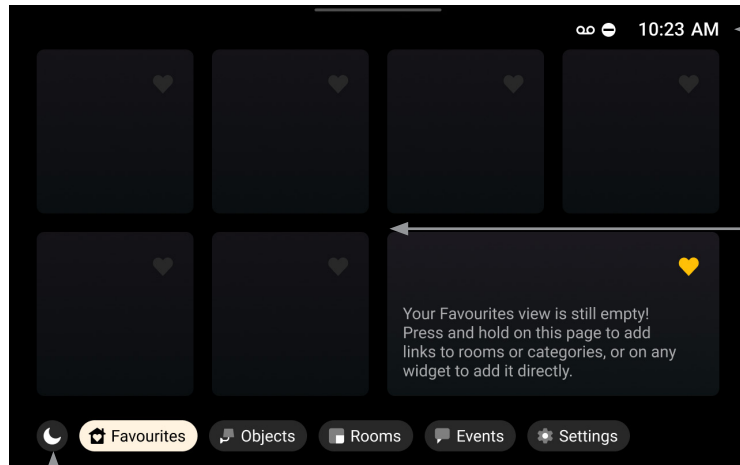 10:23 AM
Your Favourites view is still empty!
Press and hold on this page to add
links to rooms or categories, or on any
widget to add it directly.
Favourites
Objects
Rooms
Events
Settings